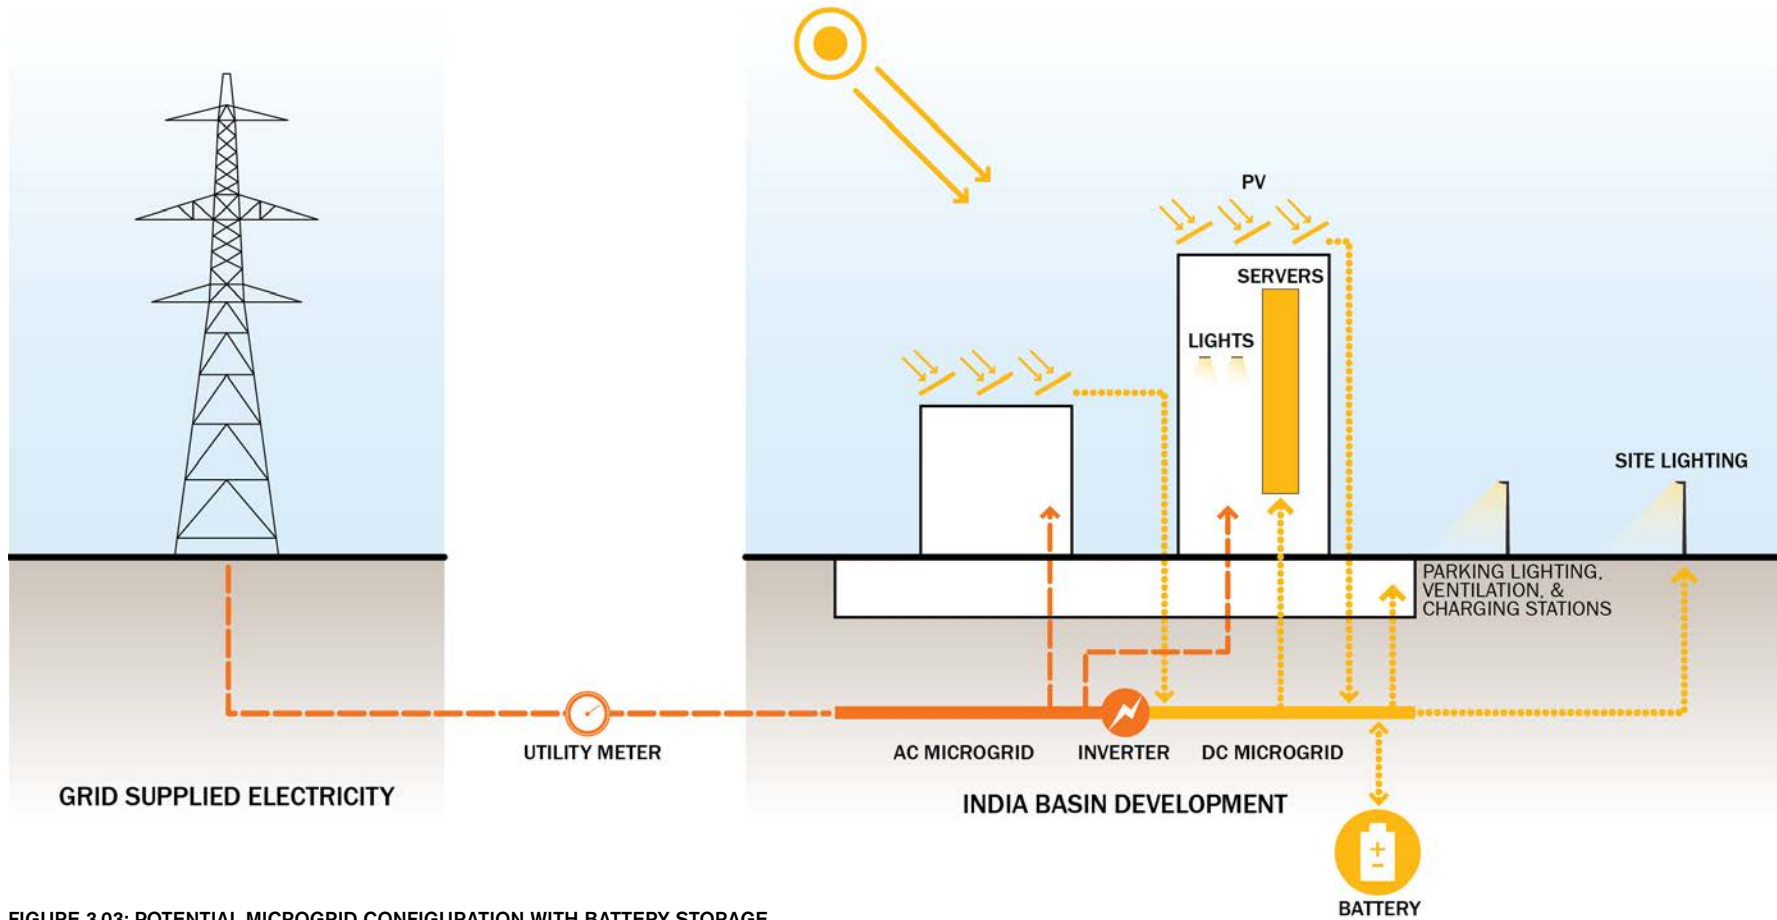 PV
SERVERS
LIGHTS
SITE LIGHTING
PARKING LIGHTING,
VENTILATION, &
CHARGING STATIONS
UTILITY METER
AC MICROGRID
INVERTER
DC MICROGRID
GRID SUPPLIED ELECTRICITY
INDIA BASIN DEVELOPMENT
BATTERY
FIGURE 3.03: POTENTIAL MICROGRID CONFIGURATION WITH BATTERY STORAGE